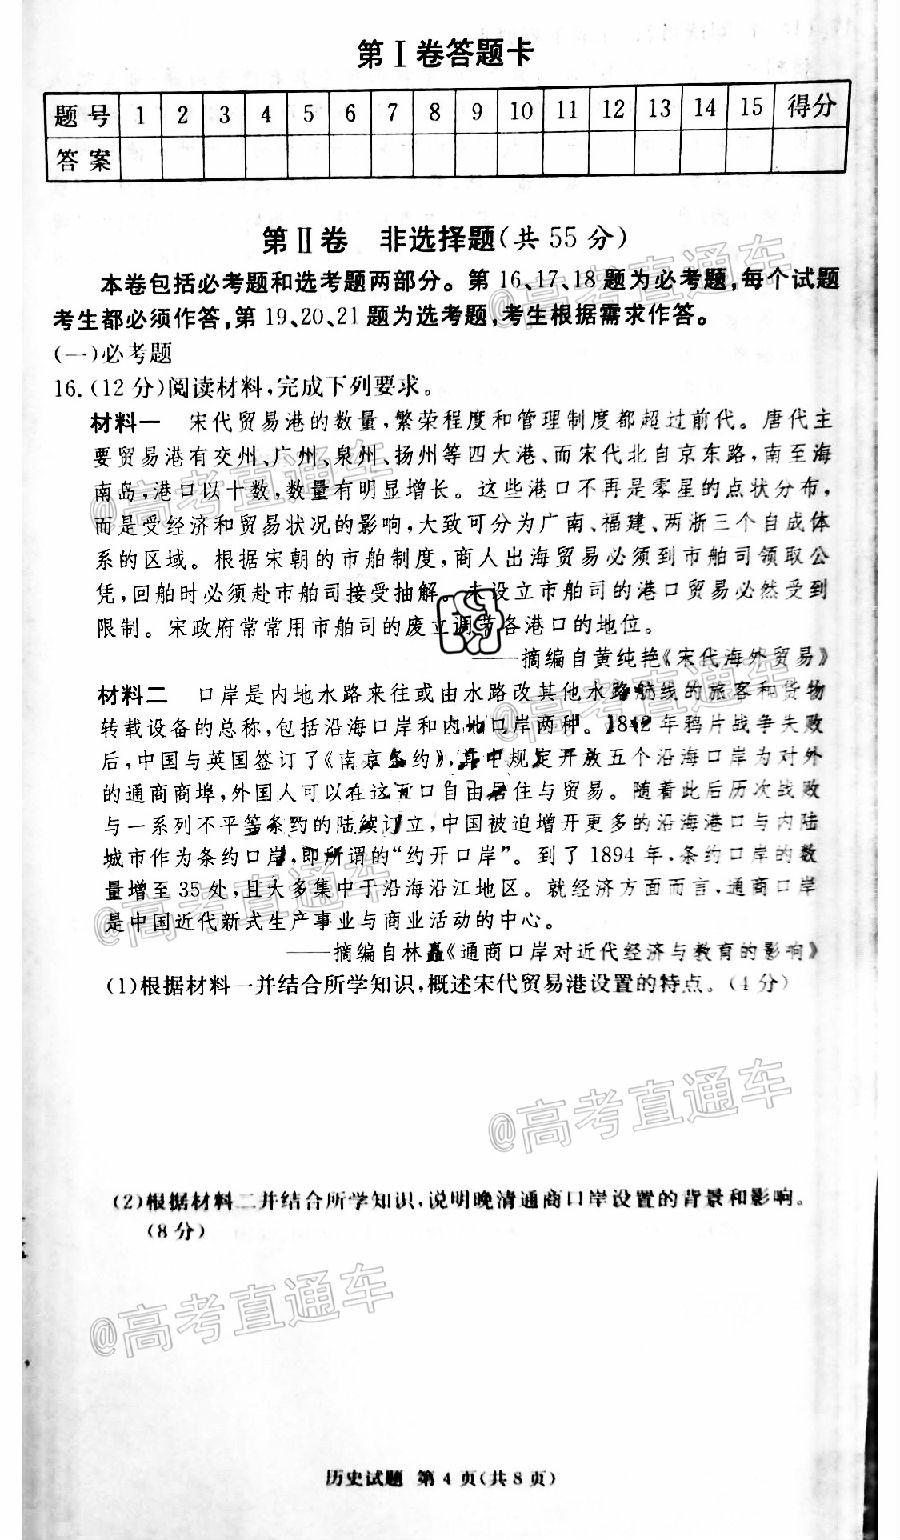 第Ⅰ卷答题卡
题号 1 2 3 4 5 6 7 8 9 10 11 12 13 14 15 得分
答案
第Ⅱ卷 非选择题(共55分)
本卷包括必考题和选考题两部分。第16、17、18题为必考题,每个试题
考生都必须作答,第19、20、21题为选考题,考生根据需求作答。
(一)必考题
16.(12分)阅读材料,完成下列要求。
材料一 宋代贸易港的数量,繁荣程度和管理制度都超过前代。唐代主
要贸易港有交州、广州、泉州、扬州等四大港、而宋代北自京东路,南至海
南岛,港口以十数,数量有明显增长。这些港口不再是零星的点状分布,
而是受经济和贸易状况的影响,大致可分为广南、福建、两浙三个自成体
系的区域。根据宋朝的市舶制度,商人出海贸易必须到市舶司领取公
凭,回舶时必须赴市舶司接受抽解。未设立市舶司的港口贸易必然受到
限制。宋政府常常用市舶司的废立调节各港口的地位。
——摘编自黄纯艳《宋代海外贸易》
材料二 口岸是内地水路来往或由水路改其他水路航线的旅客和货物
转载设备的总称,包括沿海口岸和内地口岸两种。1842年鸦片战争失败
后,中国与英国签订了《南京条约》,其中规定开放五个沿海口岸为对外
的通商商埠,外国人可以在这些口自由居住与贸易。随着此后历次战败
与一系列不平等条约的陆续订立,中国被迫增开更多的沿海港口与内陆
城市作为条约口岸,即所谓的“约开口岸”。到了1894年,条约口岸的数
量增至35处,且大多集中于沿海沿江地区。就经济方面而言,通商口岸
是中国近代新式生产事业与商业活动的中心。
——摘编自林矗《通商口岸对近代经济与教育的影响》
(1)根据材料一并结合所学知识,概述宋代贸易港设置的特点。(4分)
(2)根据材料二并结合所学知识,说明晚清通商口岸设置的背景和影响。
(8分)
历史试题 第4页(共8页)
@高考直通车
@高考直通车
@高考直通车
@高考直通车
@高考直通车
@高考直通车